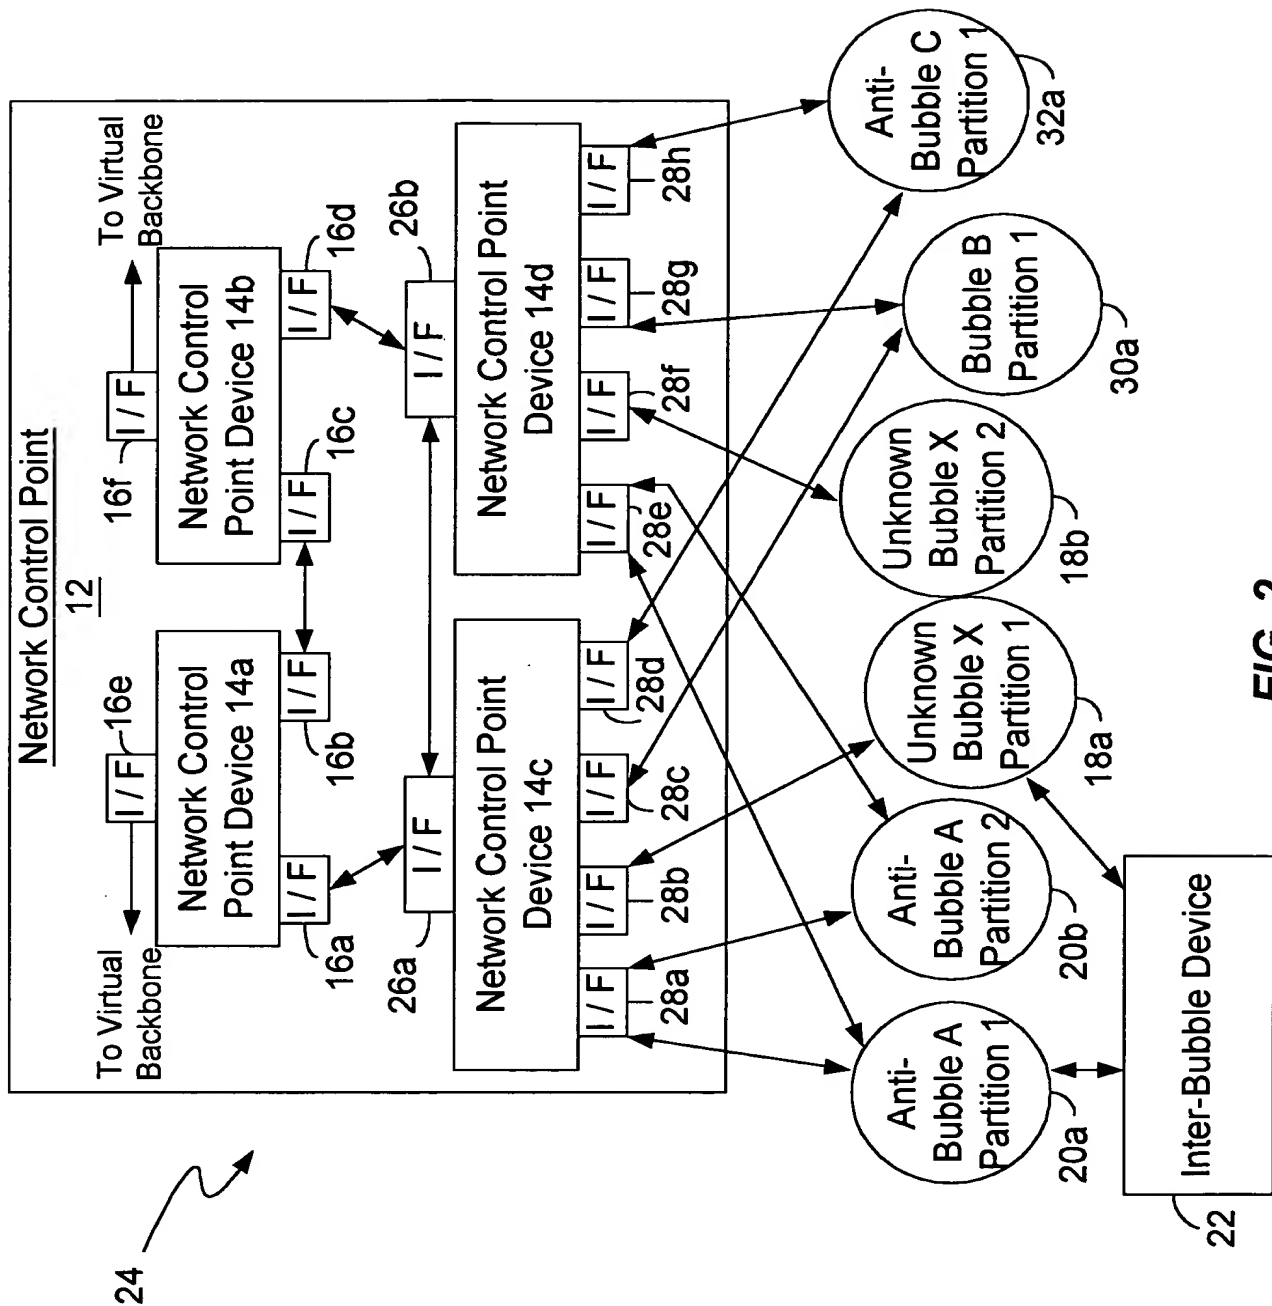 Network Control Point
12
To Virtual
Backbone
I / F
16e
Network Control
Point Device 14a
I / F
16a
I / F
16b
16f
I / F
To Virtual
Backbone
Network Control
Point Device 14b
I / F
16c
I / F
16d
26a
I / F
Network Control Point
Device 14c
I / F
28a
I / F
28b
I / F
28c
I / F
28d
I / F
26b
Network Control Point
Device 14d
I / F
28e
I / F
28f
I / F
28g
I / F
28h
24
Anti-
Bubble A
Partition 1
20a
Anti-
Bubble A
Partition 2
20b
Unknown
Bubble X
Partition 1
18a
Unknown
Bubble X
Partition 2
18b
Bubble B
Partition 1
30a
Anti-
Bubble C
Partition 1
32a
Inter-Bubble Device
22